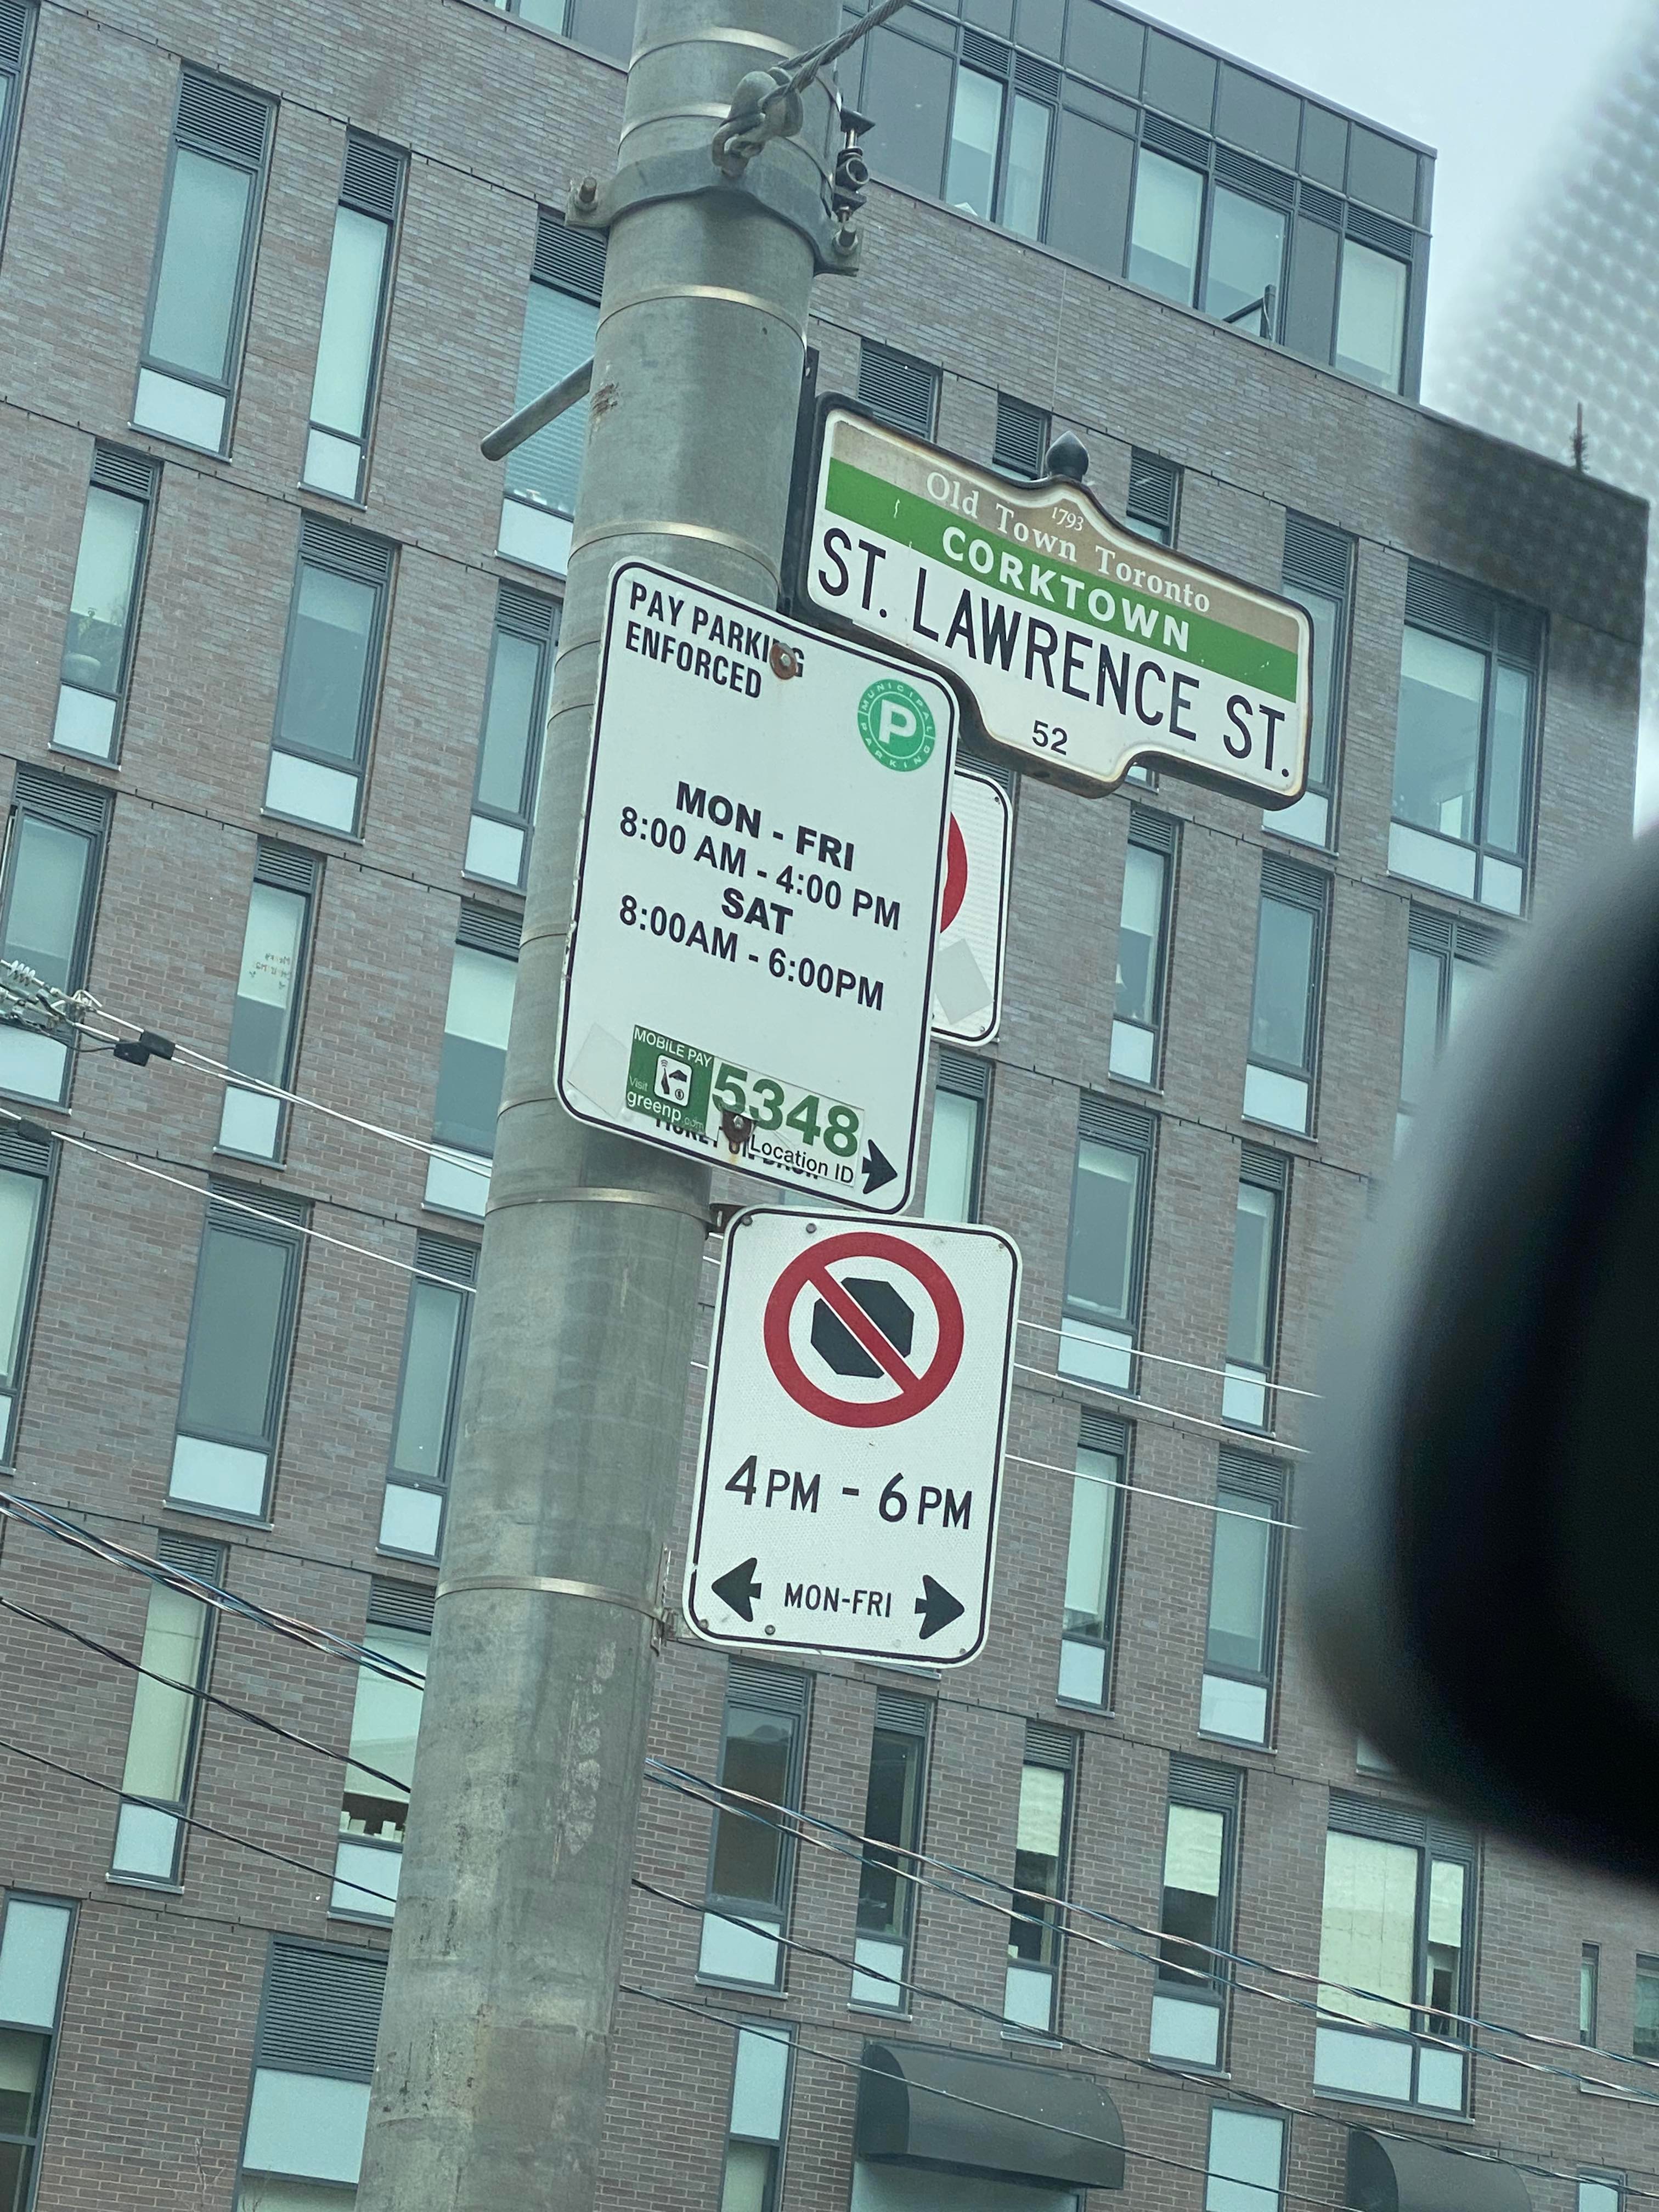 Old Town Toronto
1793
CORKTOWN
ST. LAWRENCE ST.
52
PAY PARKING
ENFORCED
MUNICIPAL
P
PARKING
MON - FRI
8:00 AM - 4:00 PM
SAT
8:00AM - 6:00PM
MOBILE PAY
Visit
greenp.com
5348
Location ID
4PM - 6PM
MON-FRI